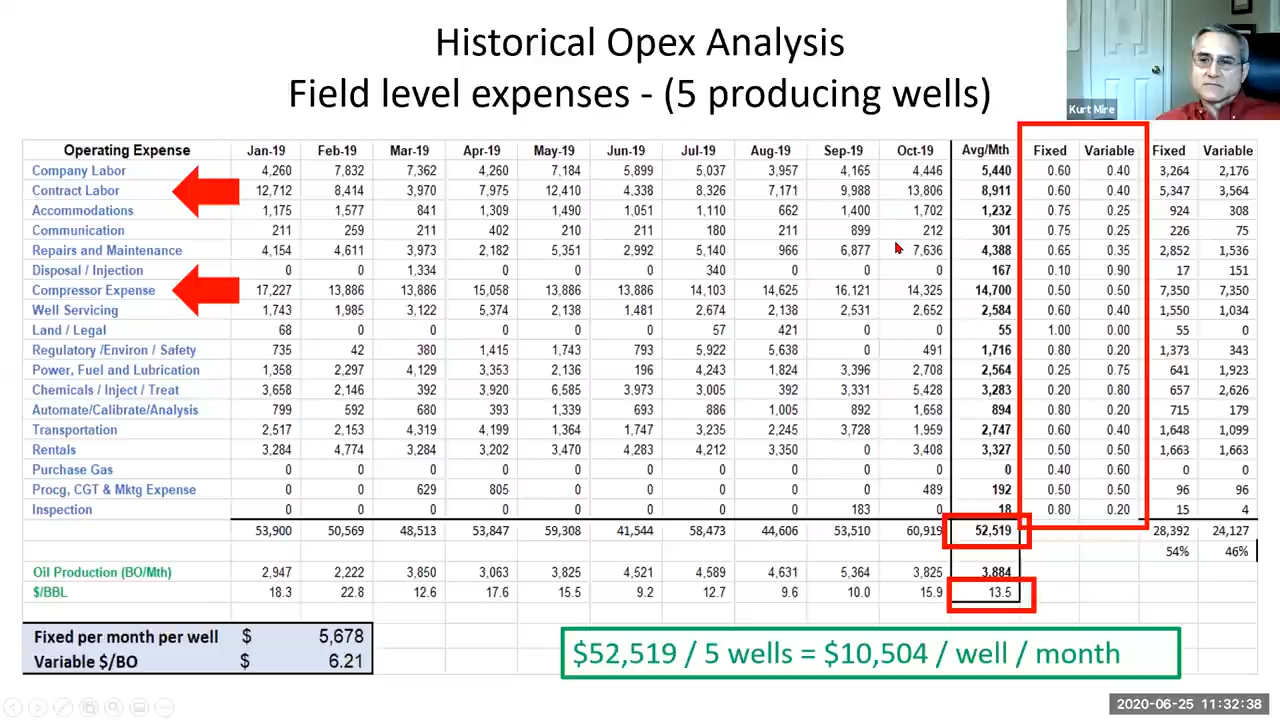 Historical Opex Analysis
Field level expenses - (5 producing wells)
Kurt Mire
Operating Expense Jan-19 Feb-19 Mar-19 Apr-19 May-19 Jun-19 Jul-19 Aug-19 Sep-19 Oct-19 Avg/Mth Fixed Variable Fixed Variable
Company Labor 4,260 7,832 7,362 4,260 7,184 5,899 5,037 3,957 4,165 4,446 5,440 0.60 0.40 3,264 2,176
Contract Labor 12,712 8,414 3,970 7,975 12,410 4,338 8,326 7,171 9,988 13,806 8,911 0.60 0.40 5,347 3,564
Accommodations 1,175 1,577 841 1,309 1,490 1,051 1,110 662 1,400 1,702 1,232 0.75 0.25 924 308
Communication 211 259 211 402 210 211 180 211 899 212 301 0.75 0.25 226 75
Repairs and Maintenance 4,154 4,611 3,973 2,182 5,351 2,992 5,140 966 6,877 7,636 4,388 0.65 0.35 2,852 1,536
Disposal / Injection 0 0 1,334 0 0 0 340 0 0 0 167 0.10 0.90 17 151
Compressor Expense 17,227 13,886 13,886 15,058 13,886 13,886 14,103 14,625 16,121 14,325 14,700 0.50 0.50 7,350 7,350
Well Servicing 1,743 1,985 3,122 5,374 2,138 1,481 2,674 2,138 2,531 2,652 2,584 0.60 0.40 1,550 1,034
Land / Legal 68 0 0 0 0 0 57 421 0 0 55 1.00 0.00 55 0
Regulatory /Environ / Safety 735 42 380 1,415 1,743 793 5,922 5,638 0 491 1,716 0.80 0.20 1,373 343
Power, Fuel and Lubrication 1,358 2,297 4,129 3,353 2,136 196 4,243 1,824 3,396 2,708 2,564 0.25 0.75 641 1,923
Chemicals / Inject / Treat 3,658 2,146 392 3,920 6,585 3,973 3,005 392 3,331 5,428 3,283 0.20 0.80 657 2,626
Automate/Calibrate/Analysis 799 592 680 393 1,339 693 886 1,005 892 1,658 894 0.80 0.20 715 179
Transportation 2,517 2,153 4,319 4,199 1,364 1,747 3,235 2,245 3,728 1,959 2,747 0.60 0.40 1,648 1,099
Rentals 3,284 4,774 3,284 3,202 3,470 4,283 4,212 3,350 0 3,408 3,327 0.50 0.50 1,663 1,663
Purchase Gas 0 0 0 0 0 0 0 0 0 0 0 0.40 0.60 0 0
Procg, CGT & Mktg Expense 0 0 629 805 0 0 0 0 0 489 192 0.50 0.50 96 96
Inspection 0 0 0 0 0 0 0 0 183 0 18 0.80 0.20 15 4
53,900 50,569 48,513 53,847 59,308 41,544 58,473 44,606 53,510 60,919 52,519 28,392 24,127
54% 46%
Oil Production (BO/Mth) 2,947 2,222 3,850 3,063 3,825 4,521 4,589 4,631 5,364 3,825 3,884
$/BBL 18.3 22.8 12.6 17.6 15.5 9.2 12.7 9.6 10.0 15.9 13.5
Fixed per month per well $ 5,678
Variable $/BO $ 6.21
$52,519 / 5 wells = $10,504 / well / month
2020-06-25 11:32:38